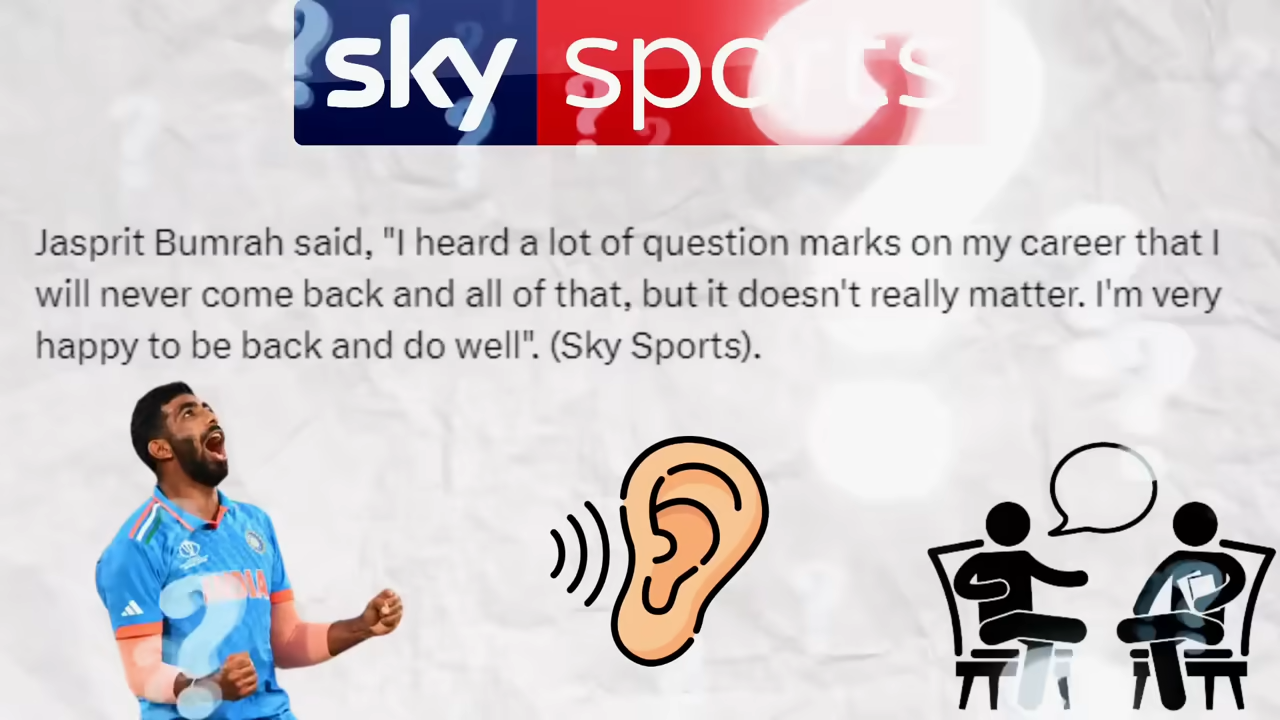 sky sports
Jasprit Bumrah said, "I heard a lot of question marks on my career that I
will never come back and all of that, but it doesn't really matter. I'm very
happy to be back and do well". (Sky Sports).
INDIA